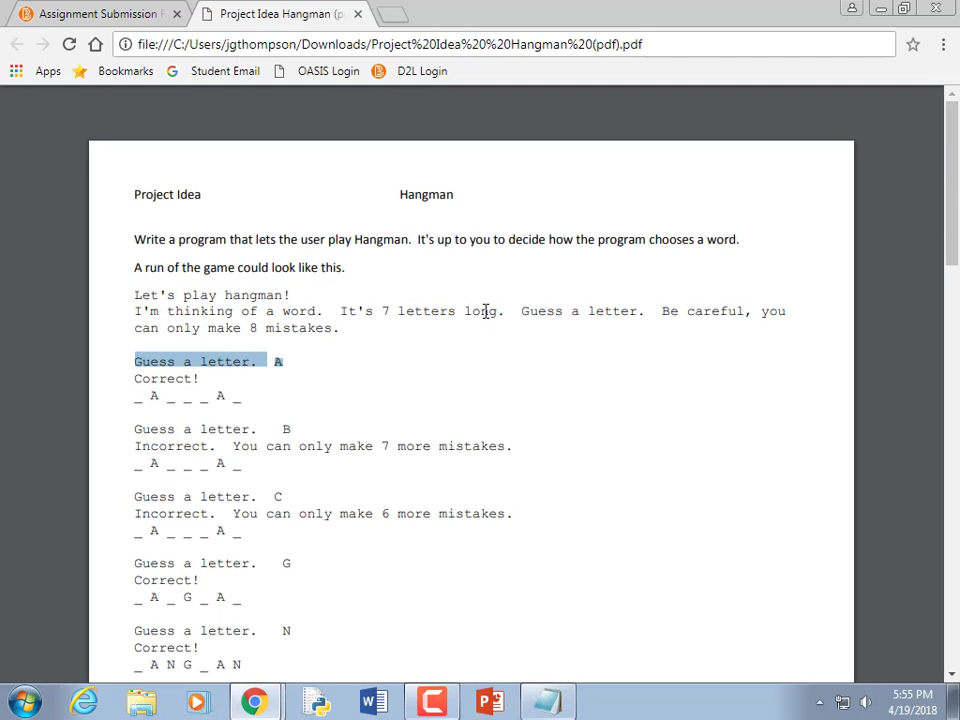 Assignment Submission F
Project Idea Hangman (p
file:///C:/Users/jgthompson/Downloads/Project%20Idea%20%20Hangman%20(pdf).pdf
Apps Bookmarks Student Email OASIS Login D2L Login
Project Idea Hangman
Write a program that lets the user play Hangman. It's up to you to decide how the program chooses a word.
A run of the game could look like this.
Let's play hangman!
I'm thinking of a word. It's 7 letters long. Guess a letter. Be careful, you
can only make 8 mistakes.
Guess a letter. A
Correct!
_ A _ _ _ A _
Guess a letter. B
Incorrect. You can only make 7 more mistakes.
_ A _ _ _ A _
Guess a letter. C
Incorrect. You can only make 6 more mistakes.
_ A _ _ _ A _
Guess a letter. G
Correct!
_ A _ G _ A _
Guess a letter. N
Correct!
_ A N G _ A N
5:55 PM
4/19/2018